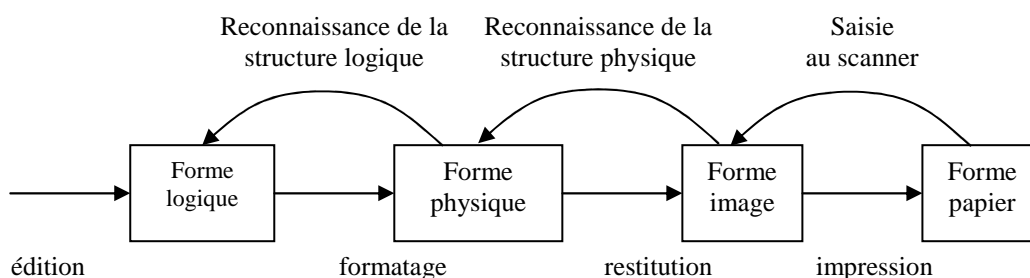 Reconnaissance de la
structure logique
Reconnaissance de la
structure physique
Saisie
au scanner
Forme
logique
Forme
physique
Forme
image
Forme
papier
édition
formatage
restitution
impression